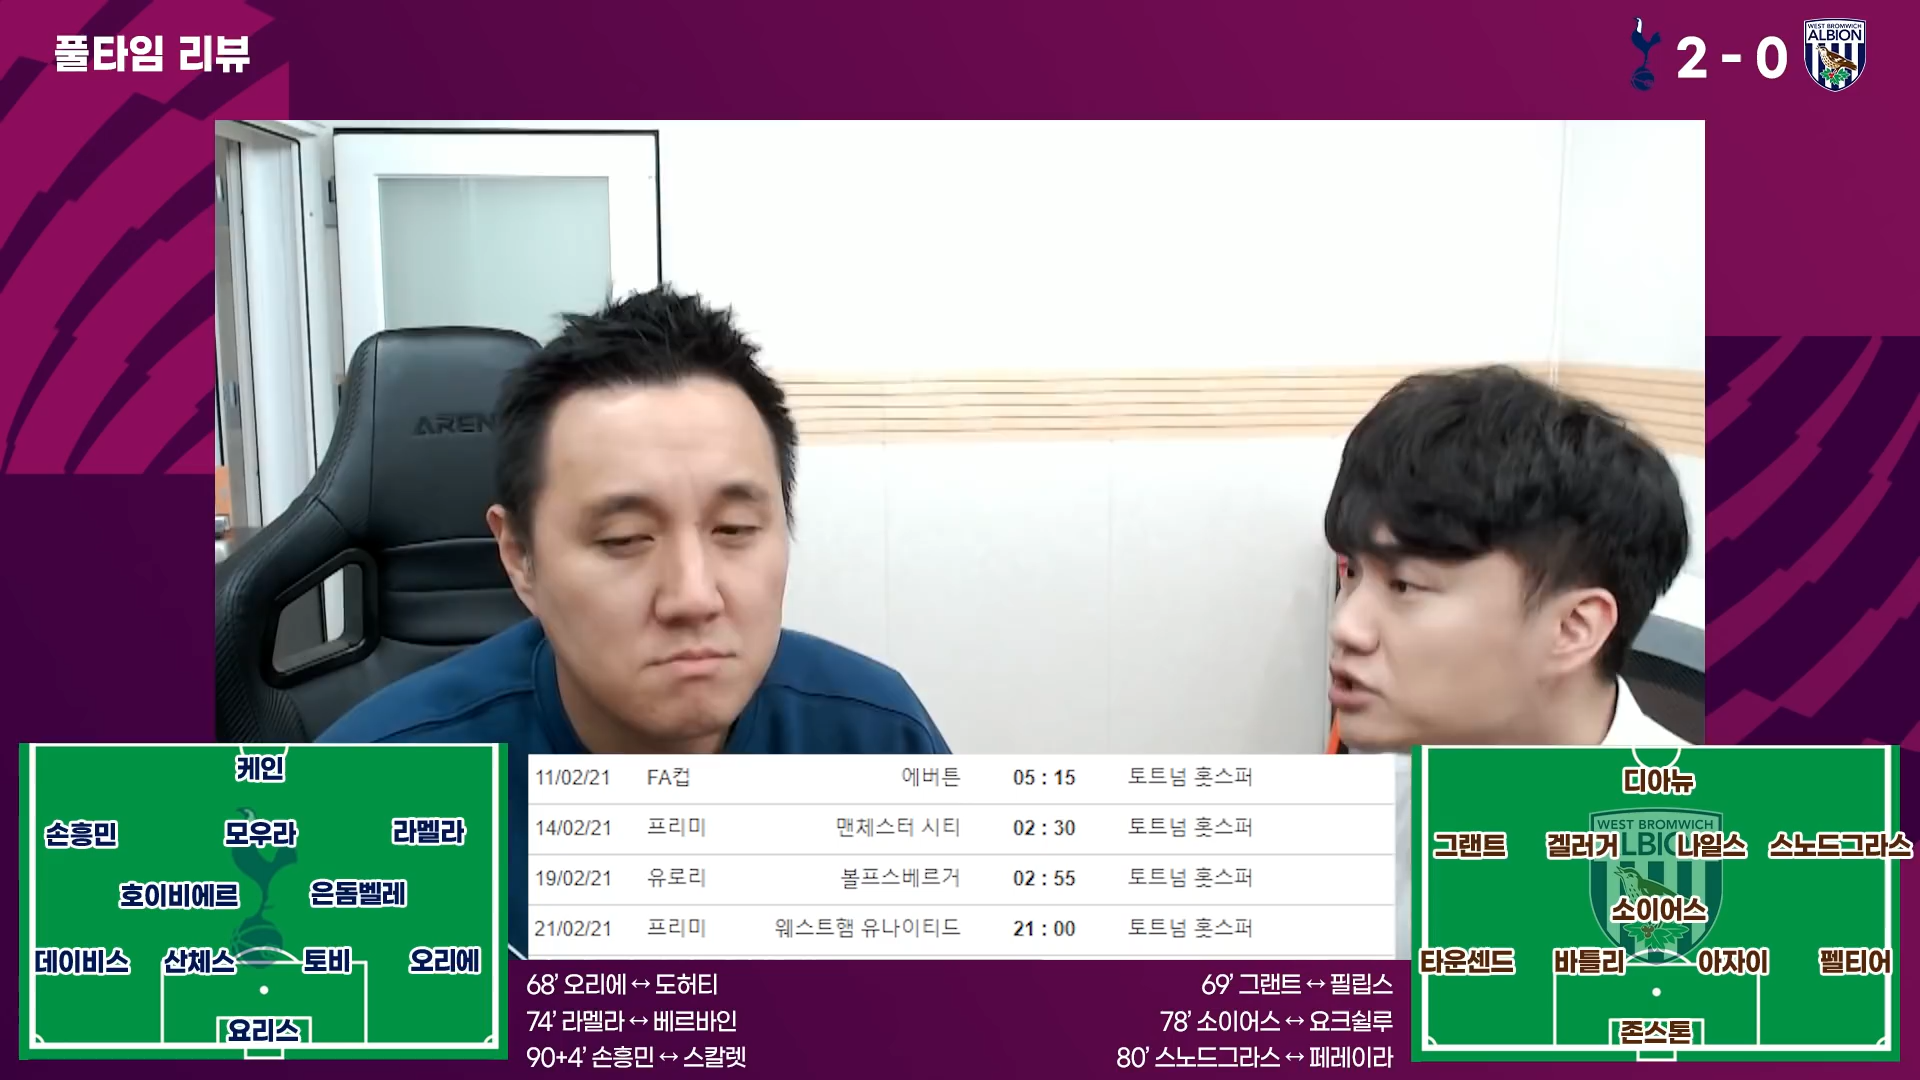 풀타임 리뷰
2 - 0
WEST BROMWICH
ALBION
AREN
케인
손흥민 모우라 라멜라
호이비에르 은돔벨레
데이비스 산체스 토비 오리에
요리스
11/02/21 FA컵 에버튼 05 : 15 토트넘 홋스퍼
14/02/21 프리미 맨체스터 시티 02 : 30 토트넘 홋스퍼
19/02/21 유로리 볼프스베르거 02 : 55 토트넘 홋스퍼
21/02/21 프리미 웨스트햄 유나이티드 21 : 00 토트넘 홋스퍼
68’ 오리에 ↔ 도허티
74’ 라멜라 ↔ 베르바인
90+4’ 손흥민 ↔ 스칼렛
69’ 그랜트 ↔ 필립스
78’ 소이어스 ↔ 요크쉴루
80’ 스노드그라스 ↔ 페레이라
디아뉴
WEST BROMWICH
그랜트 겔러거 나일스 스노드그라스
소이어스
타운센드 바틀리 아자이 펠티어
존스톤